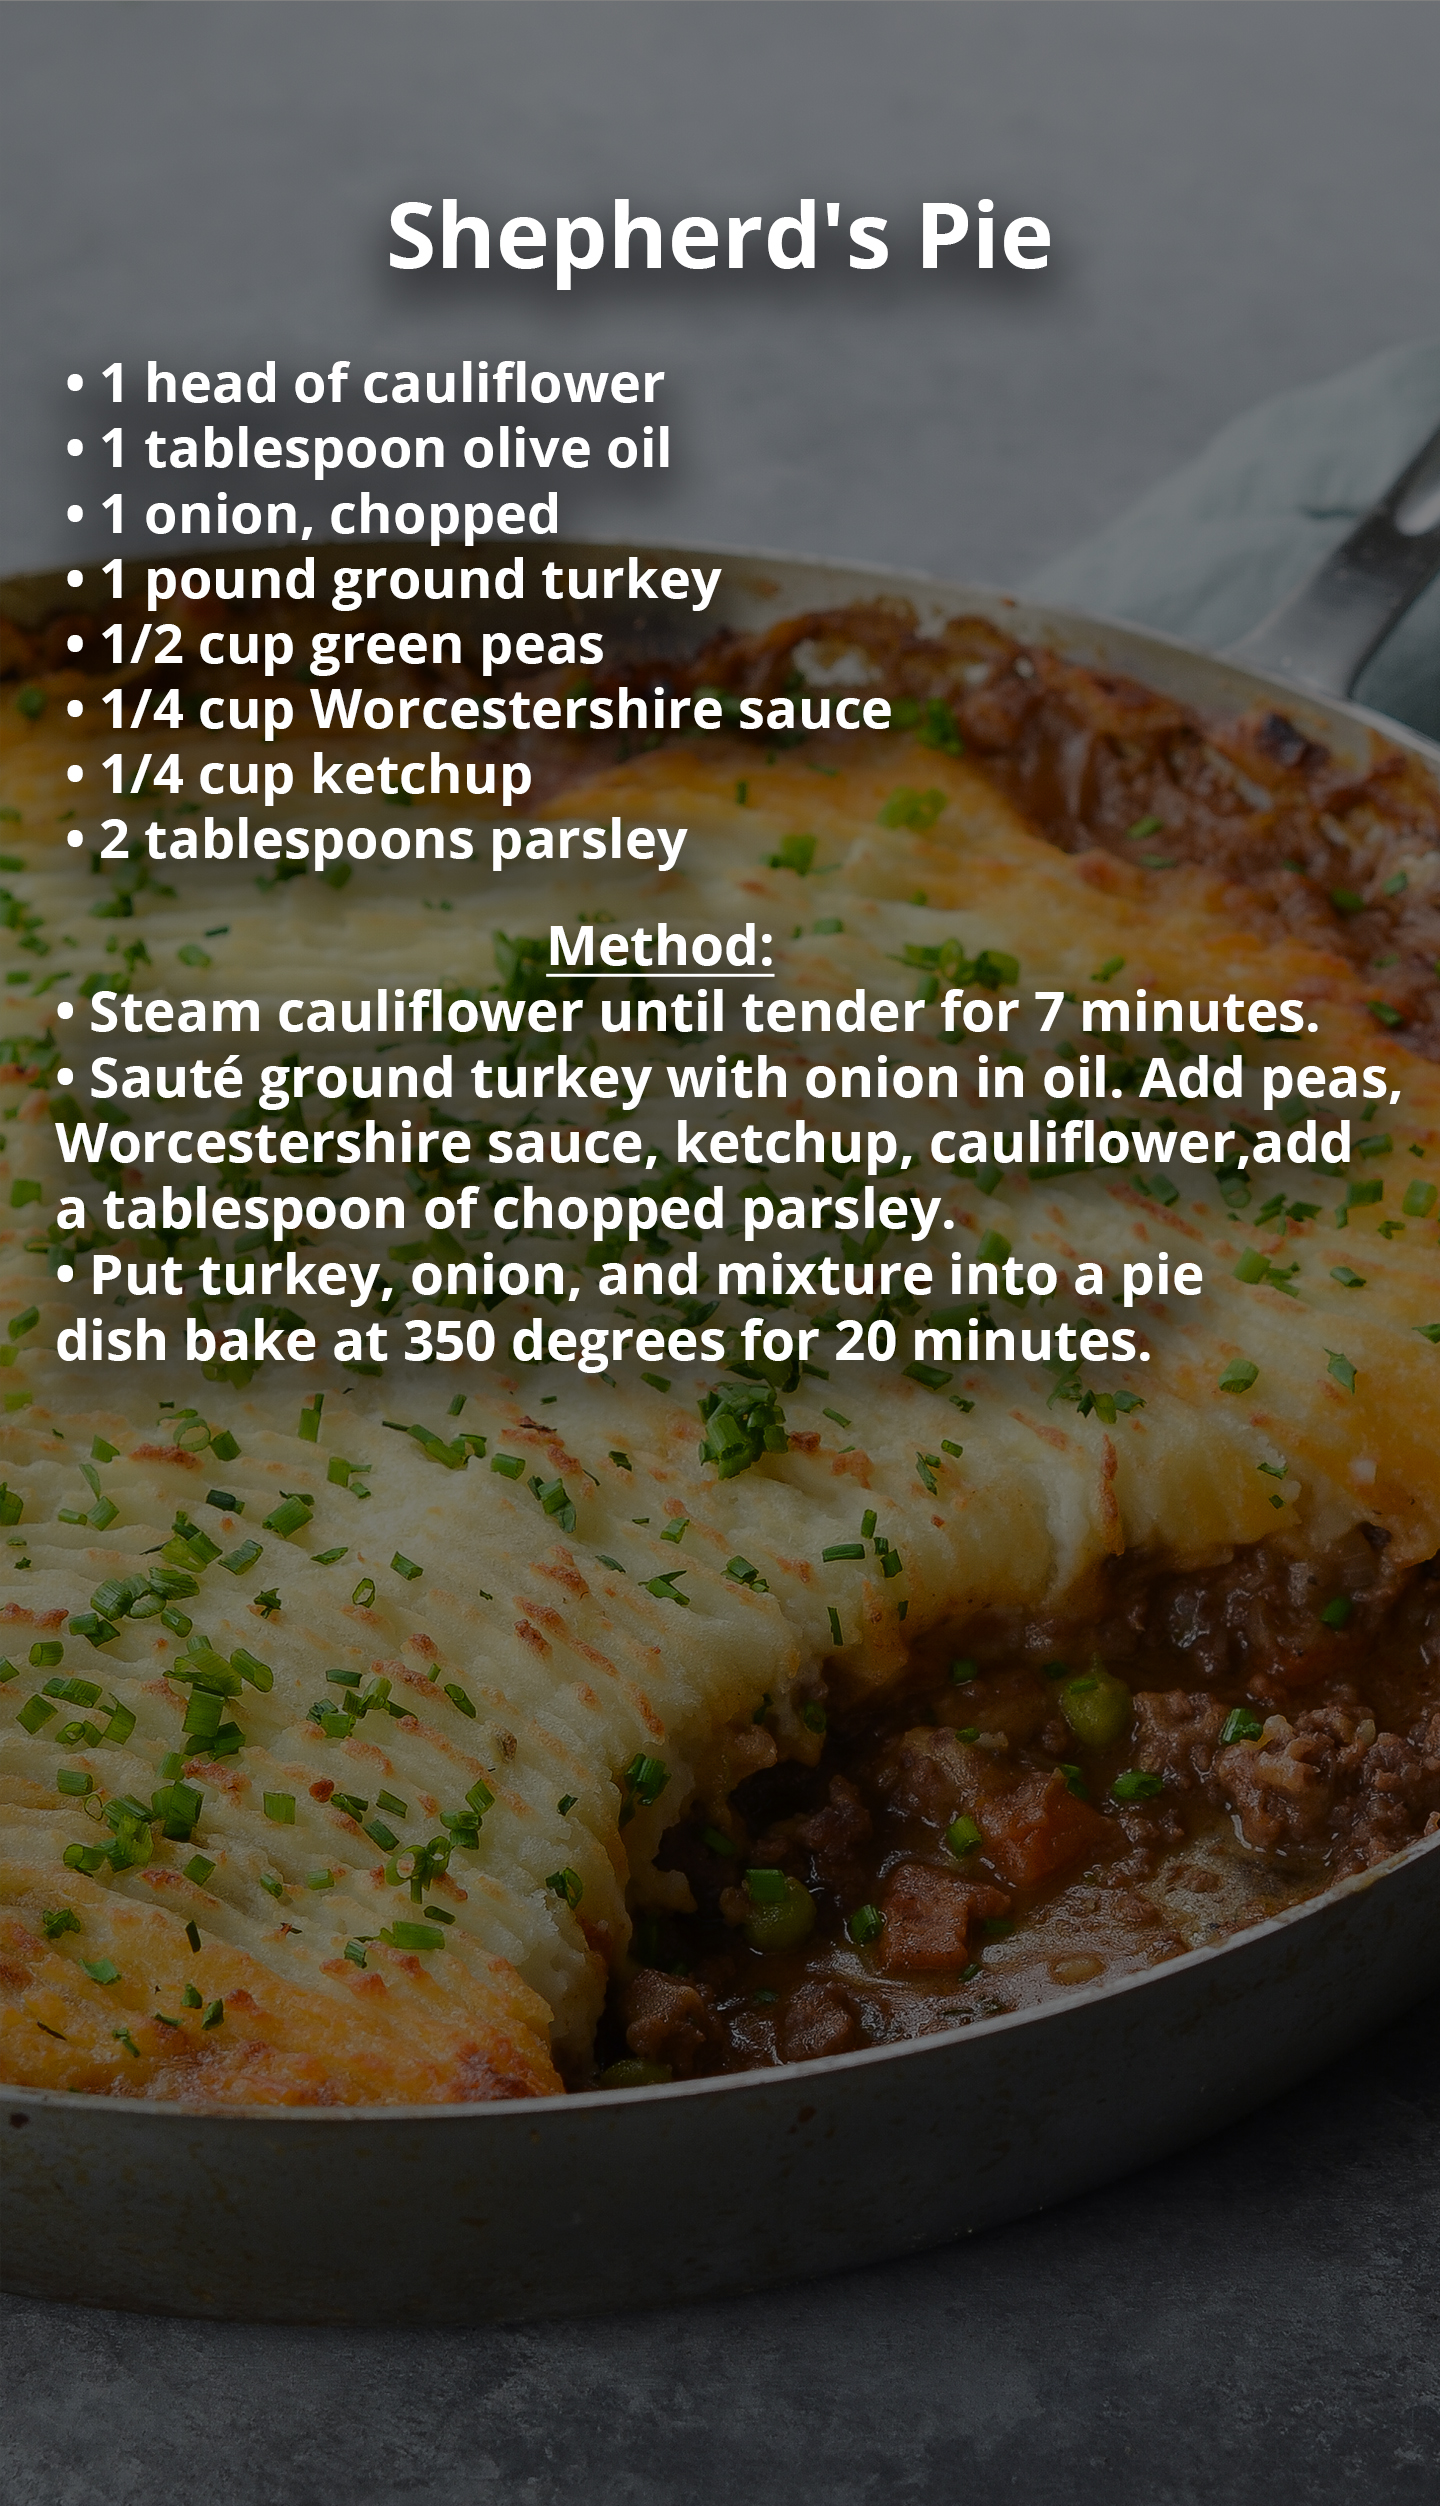 Shepherd's Pie
• 1 head of cauliflower
• 1 tablespoon olive oil
• 1 onion, chopped
• 1 pound ground turkey
• 1/2 cup green peas
• 1/4 cup Worcestershire sauce
• 1/4 cup ketchup
• 2 tablespoons parsley
Method:
• Steam cauliflower until tender for 7 minutes.
• Sauté ground turkey with onion in oil. Add peas,
Worcestershire sauce, ketchup, cauliflower,add
a tablespoon of chopped parsley.
• Put turkey, onion, and mixture into a pie
dish bake at 350 degrees for 20 minutes.